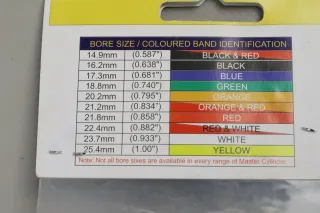 BORE SIZE / COLOURED BAND IDENTIFICATION
14.9mm (0.587") BLACK & RED
16.2mm (0.638") BLACK
17.3mm (0.681") BLUE
18.8mm (0.740") GREEN
20.2mm (0.795") ORANGE
21.2mm (0.834") ORANGE & RED
21.8mm (0.858") RED
22.4mm (0.882") RED & WHITE
23.7mm (0.933") WHITE
25.4mm (1.00") YELLOW
Note: Not all bore sizes are available in every range of Master Cylinder